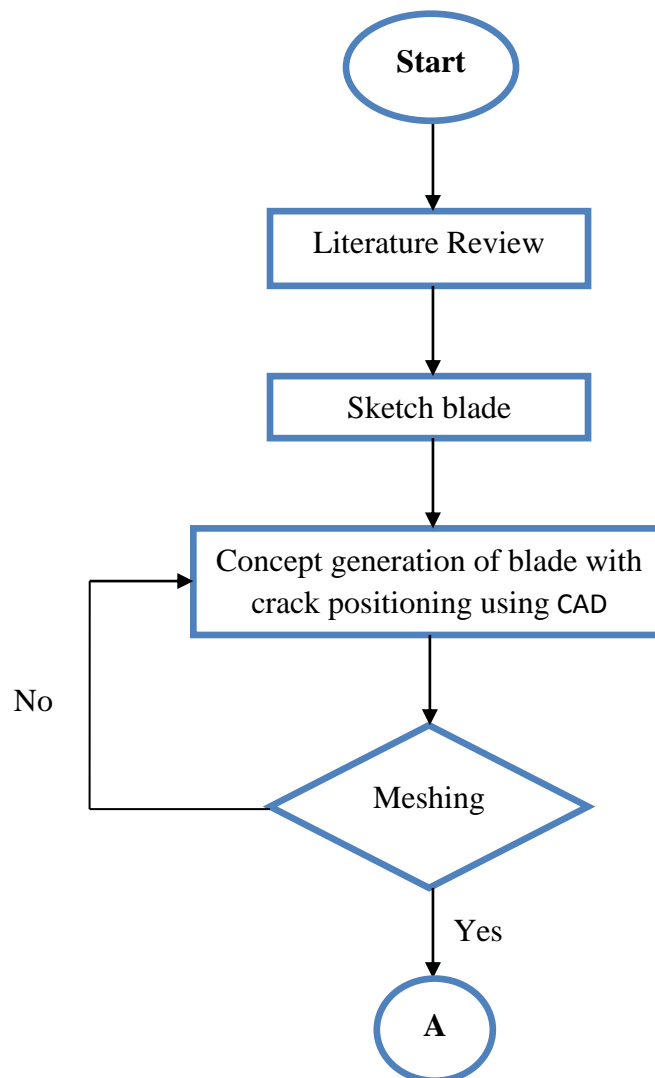 Start
Literature Review
Sketch blade
Concept generation of blade with
crack positioning using CAD
No
Meshing
Yes
A